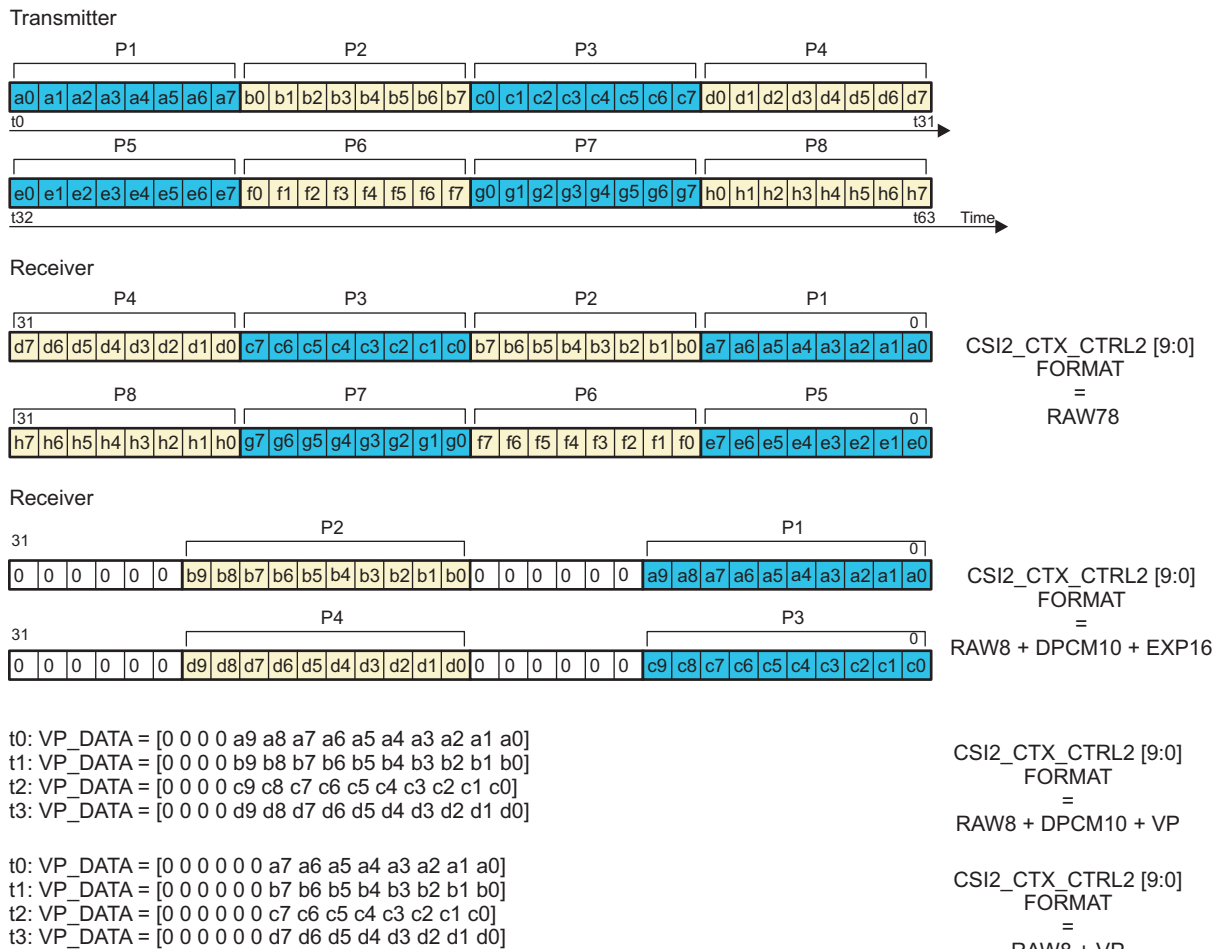 Transmitter
P1 P2 P3 P4
a0 a1 a2 a3 a4 a5 a6 a7 b0 b1 b2 b3 b4 b5 b6 b7 c0 c1 c2 c3 c4 c5 c6 c7 d0 d1 d2 d3 d4 d5 d6 d7
t0 t31
P5 P6 P7 P8
e0 e1 e2 e3 e4 e5 e6 e7 f0 f1 f2 f3 f4 f5 f6 f7 g0 g1 g2 g3 g4 g5 g6 g7 h0 h1 h2 h3 h4 h5 h6 h7
t32 t63 Time
Receiver
P4 P3 P2 P1
31 0
d7 d6 d5 d4 d3 d2 d1 d0 c7 c6 c5 c4 c3 c2 c1 c0 b7 b6 b5 b4 b3 b2 b1 b0 a7 a6 a5 a4 a3 a2 a1 a0
P8 P7 P6 P5
31 0
h7 h6 h5 h4 h3 h2 h1 h0 g7 g6 g5 g4 g3 g2 g1 g0 f7 f6 f5 f4 f3 f2 f1 f0 e7 e6 e5 e4 e3 e2 e1 e0
CSI2_CTX_CTRL2 [9:0]
FORMAT
=
RAW78
Receiver
P2 P1
31 0
0 0 0 0 0 0 b9 b8 b7 b6 b5 b4 b3 b2 b1 b0 0 0 0 0 0 0 a9 a8 a7 a6 a5 a4 a3 a2 a1 a0
P4 P3
31 0
0 0 0 0 0 0 d9 d8 d7 d6 d5 d4 d3 d2 d1 d0 0 0 0 0 0 0 c9 c8 c7 c6 c5 c4 c3 c2 c1 c0
CSI2_CTX_CTRL2 [9:0]
FORMAT
=
RAW8 + DPCM10 + EXP16
t0: VP_DATA = [0 0 0 0 a9 a8 a7 a6 a5 a4 a3 a2 a1 a0]
t1: VP_DATA = [0 0 0 0 b9 b8 b7 b6 b5 b4 b3 b2 b1 b0]
t2: VP_DATA = [0 0 0 0 c9 c8 c7 c6 c5 c4 c3 c2 c1 c0]
t3: VP_DATA = [0 0 0 0 d9 d8 d7 d6 d5 d4 d3 d2 d1 d0]
CSI2_CTX_CTRL2 [9:0]
FORMAT
=
RAW8 + DPCM10 + VP
t0: VP_DATA = [0 0 0 0 0 0 a7 a6 a5 a4 a3 a2 a1 a0]
t1: VP_DATA = [0 0 0 0 0 0 b7 b6 b5 b4 b3 b2 b1 b0]
t2: VP_DATA = [0 0 0 0 0 0 c7 c6 c5 c4 c3 c2 c1 c0]
t3: VP_DATA = [0 0 0 0 0 0 d7 d6 d5 d4 d3 d2 d1 d0]
CSI2_CTX_CTRL2 [9:0]
FORMAT
=
RAW8 + VP